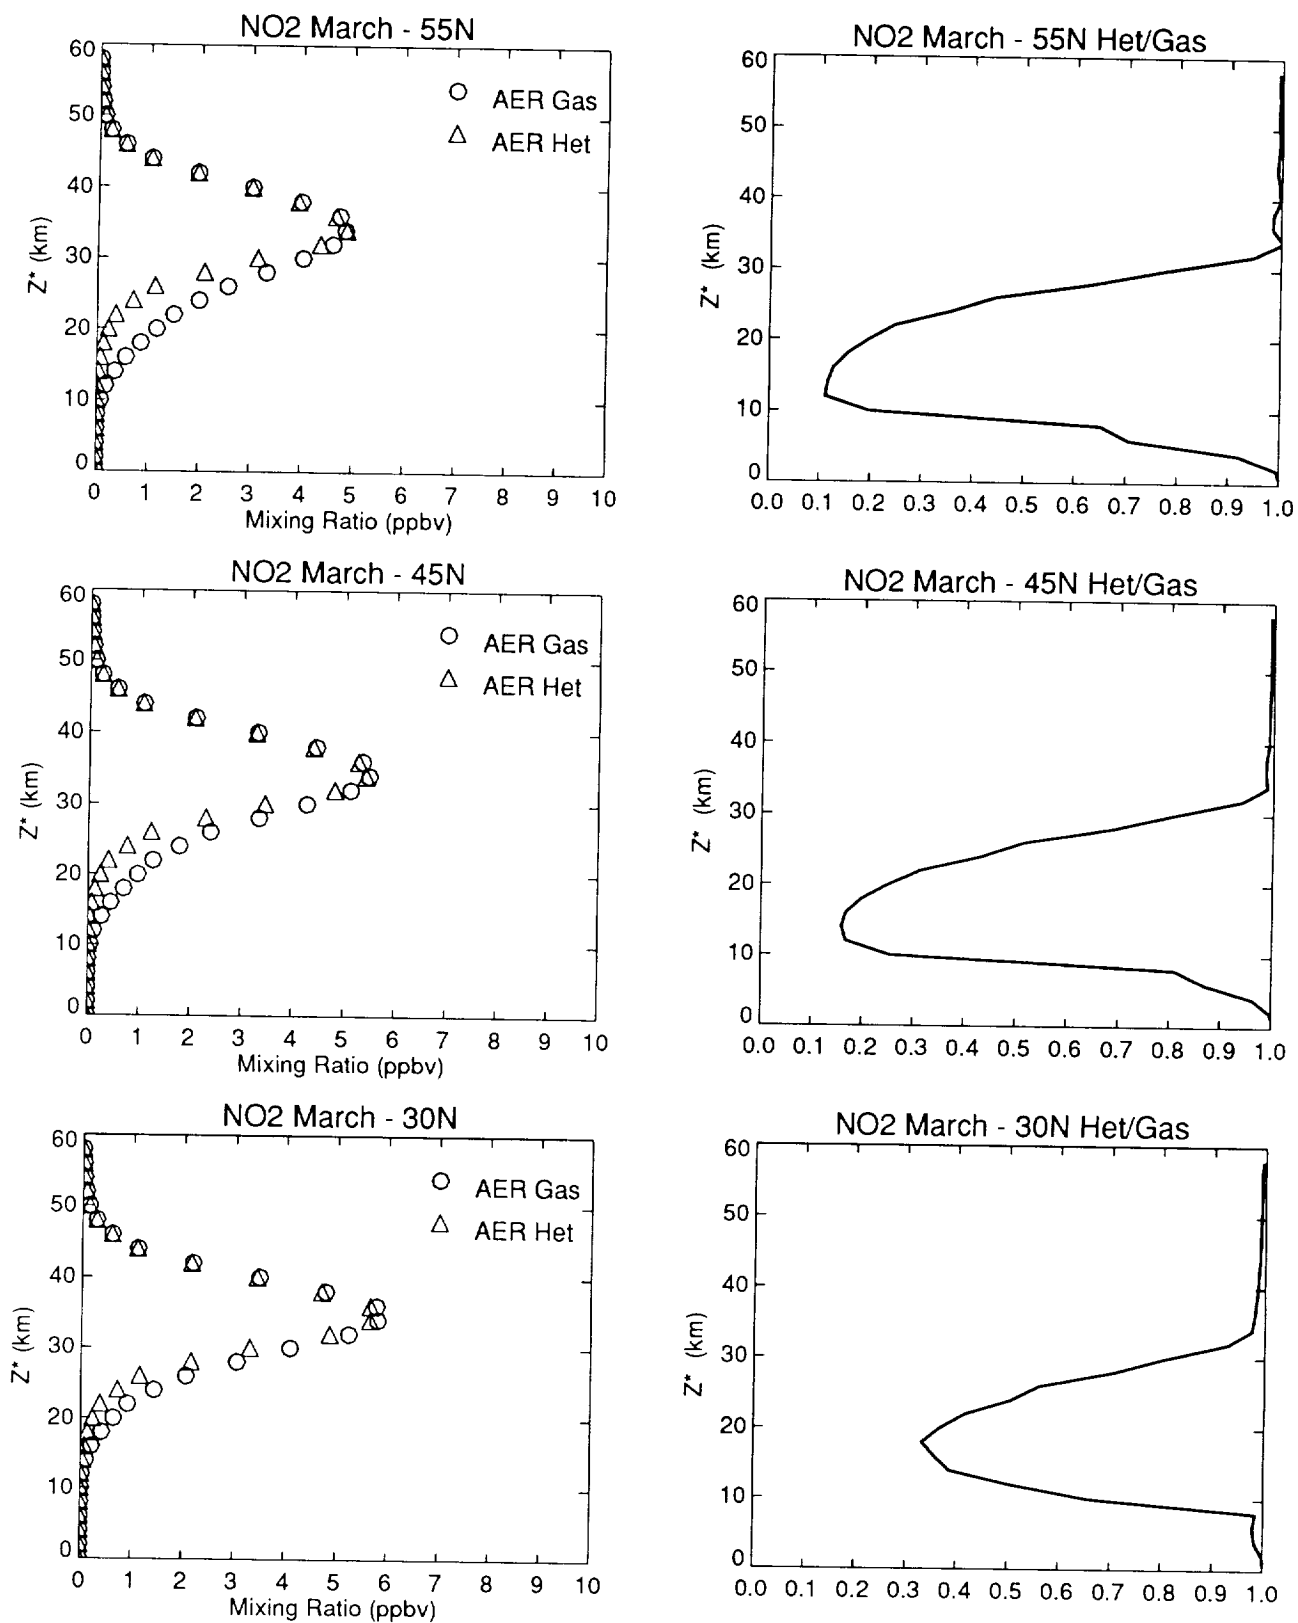 NO2 March - 55N
60
50
40
30
20
10
0
Z* (km)
AER Gas
AER Het
0 1 2 3 4 5 6 7 8 9 10
Mixing Ratio (ppbv)
NO2 March - 55N Het/Gas
60
50
40
30
20
10
0
Z* (km)
0.0 0.1 0.2 0.3 0.4 0.5 0.6 0.7 0.8 0.9 1.0
NO2 March - 45N
60
50
40
30
20
10
0
Z* (km)
AER Gas
AER Het
0 1 2 3 4 5 6 7 8 9 10
Mixing Ratio (ppbv)
NO2 March - 45N Het/Gas
60
50
40
30
20
10
0
Z* (km)
0.0 0.1 0.2 0.3 0.4 0.5 0.6 0.7 0.8 0.9 1.0
NO2 March - 30N
60
50
40
30
20
10
0
Z* (km)
AER Gas
AER Het
0 1 2 3 4 5 6 7 8 9 10
Mixing Ratio (ppbv)
NO2 March - 30N Het/Gas
60
50
40
30
20
10
0
Z* (km)
0.0 0.1 0.2 0.3 0.4 0.5 0.6 0.7 0.8 0.9 1.0